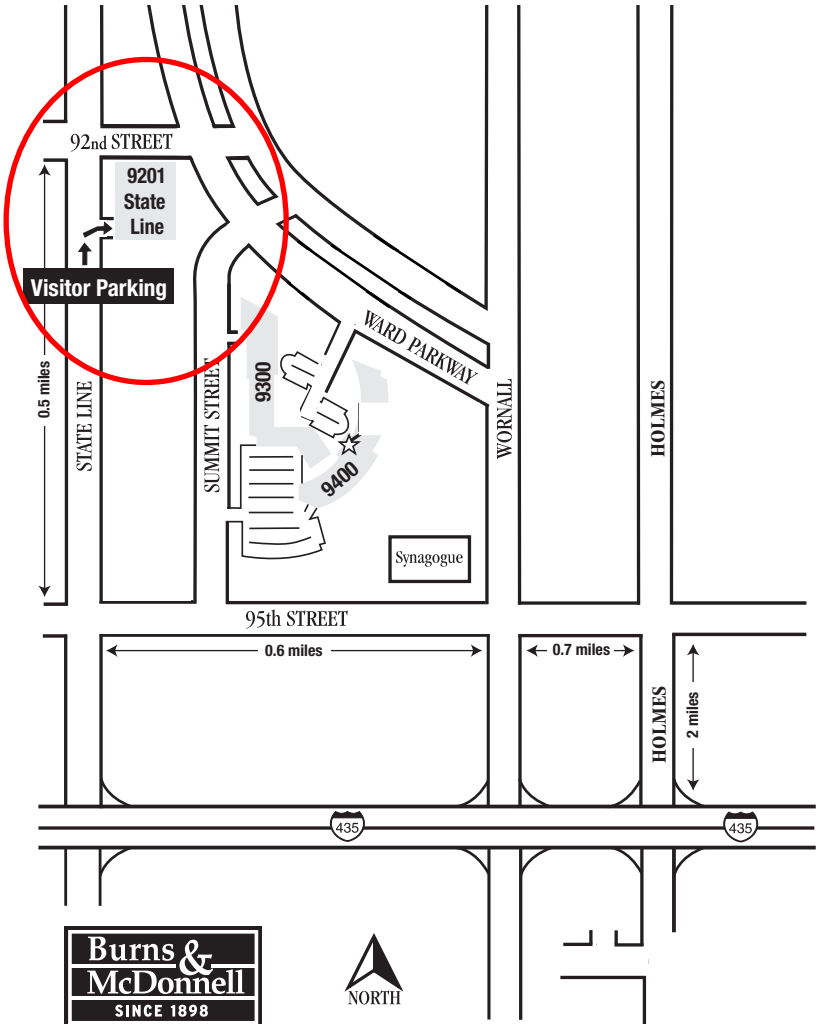 92nd STREET
9201
State
Line
Visitor Parking
WARD PARKWAY
0.5 miles
STATE LINE
SUMMIT STREET
9300
9400
WORNALL
HOLMES
Synagogue
95th STREET
0.6 miles
0.7 miles
HOLMES
2 miles
435
435
Burns &
McDonnell
SINCE 1898
NORTH